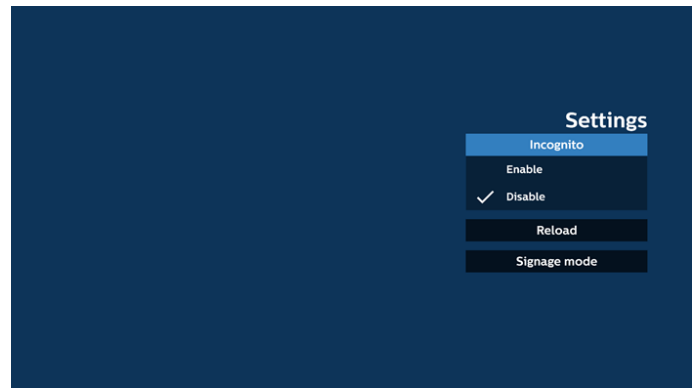 Settings
Incognito
Enable
Disable
Reload
Signage mode